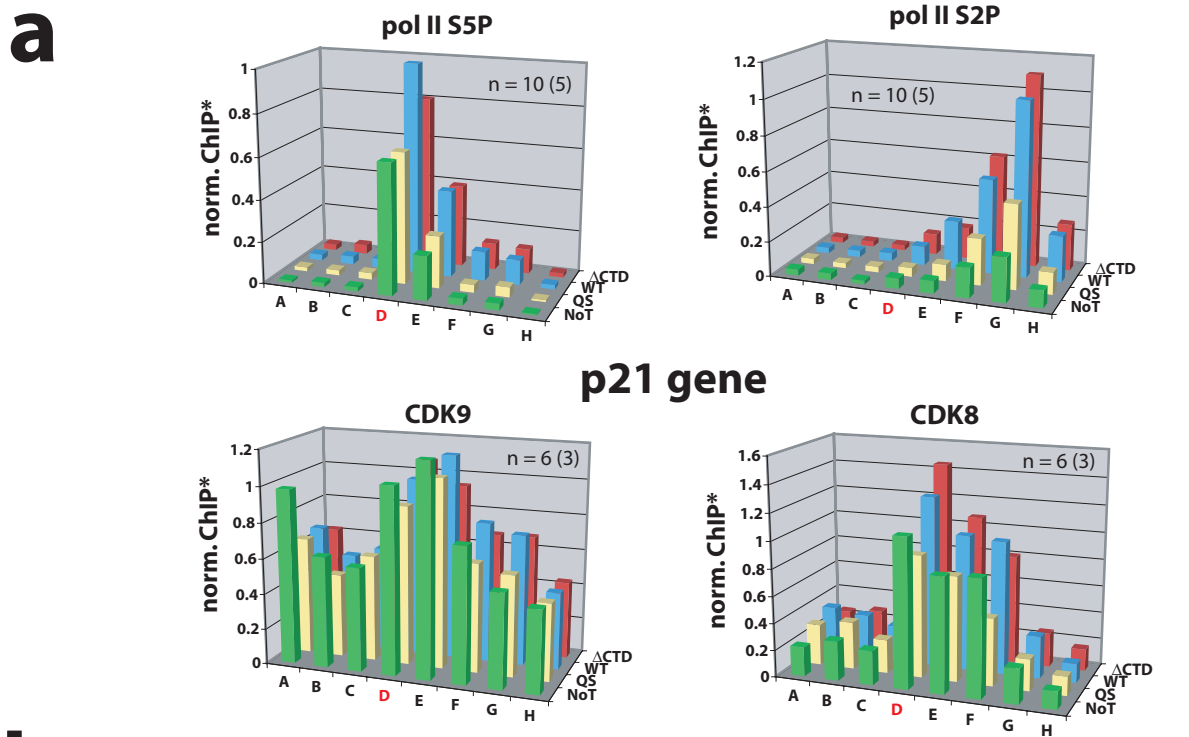 a
pol II S5P
norm. ChIP*
n = 10 (5)
1
0.8
0.6
0.4
0.2
0
A B C D E F G H
ΔCTD
WT
QS
NoT
pol II S2P
norm. ChIP*
n = 10 (5)
1.2
1
0.8
0.6
0.4
0.2
0
A B C D E F G H
ΔCTD
WT
QS
NoT
p21 gene
CDK9
norm. ChIP*
n = 6 (3)
1.2
1
0.8
0.6
0.4
0.2
0
A B C D E F G H
ΔCTD
WT
QS
NoT
CDK8
norm. ChIP*
n = 6 (3)
1.6
1.4
1.2
1
0.8
0.6
0.4
0.2
0
A B C D E F G H
ΔCTD
WT
QS
NoT